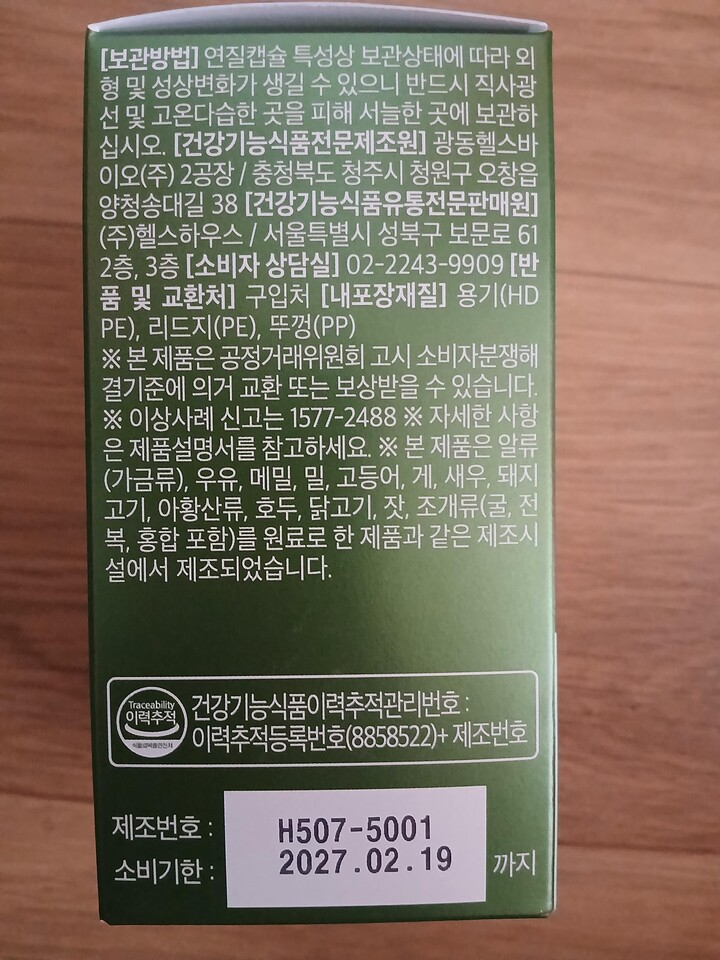 [보관방법] 연질캡슐 특성상 보관상태에 따라 외
형 및 성상변화가 생길 수 있으니 반드시 직사광
선 및 고온다습한 곳을 피해 서늘한 곳에 보관하
십시오. [건강기능식품전문제조원] 광동헬스바
이오(주) 2공장 / 충청북도 청주시 청원구 오창읍
양청송대길 38 [건강기능식품유통전문판매원]
(주)헬스하우스 / 서울특별시 성북구 보문로 61
2층, 3층 [소비자 상담실] 02-2243-9909 [반
품 및 교환처] 구입처 [내포장재질] 용기(HD
PE), 리드지(PE), 뚜껑(PP)
※ 본 제품은 공정거래위원회 고시 소비자분쟁해
결기준에 의거 교환 또는 보상받을 수 있습니다.
※ 이상사례 신고는 1577-2488 ※ 자세한 사항
은 제품설명서를 참고하세요. ※ 본 제품은 알류
(가금류), 우유, 메밀, 밀, 고등어, 게, 새우, 돼지
고기, 아황산류, 호두, 닭고기, 잣, 조개류(굴, 전
복, 홍합 포함)를 원료로 한 제품과 같은 제조시
설에서 제조되었습니다.
Traceability
이력추적
식품의약품안전처
건강기능식품이력추적관리번호 :
이력추적등록번호(8858522)+ 제조번호
제조번호 : H507-5001
소비기한 : 2027.02.19 까지